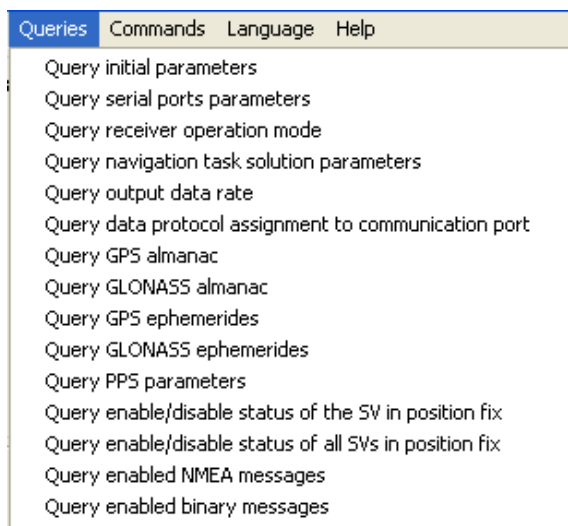 Queries Commands Language Help
Query initial parameters
Query serial ports parameters
Query receiver operation mode
Query navigation task solution parameters
Query output data rate
Query data protocol assignment to communication port
Query GPS almanac
Query GLONASS almanac
Query GPS ephemerides
Query GLONASS ephemerides
Query PPS parameters
Query enable/disable status of the SV in position fix
Query enable/disable status of all SVs in position fix
Query enabled NMEA messages
Query enabled binary messages